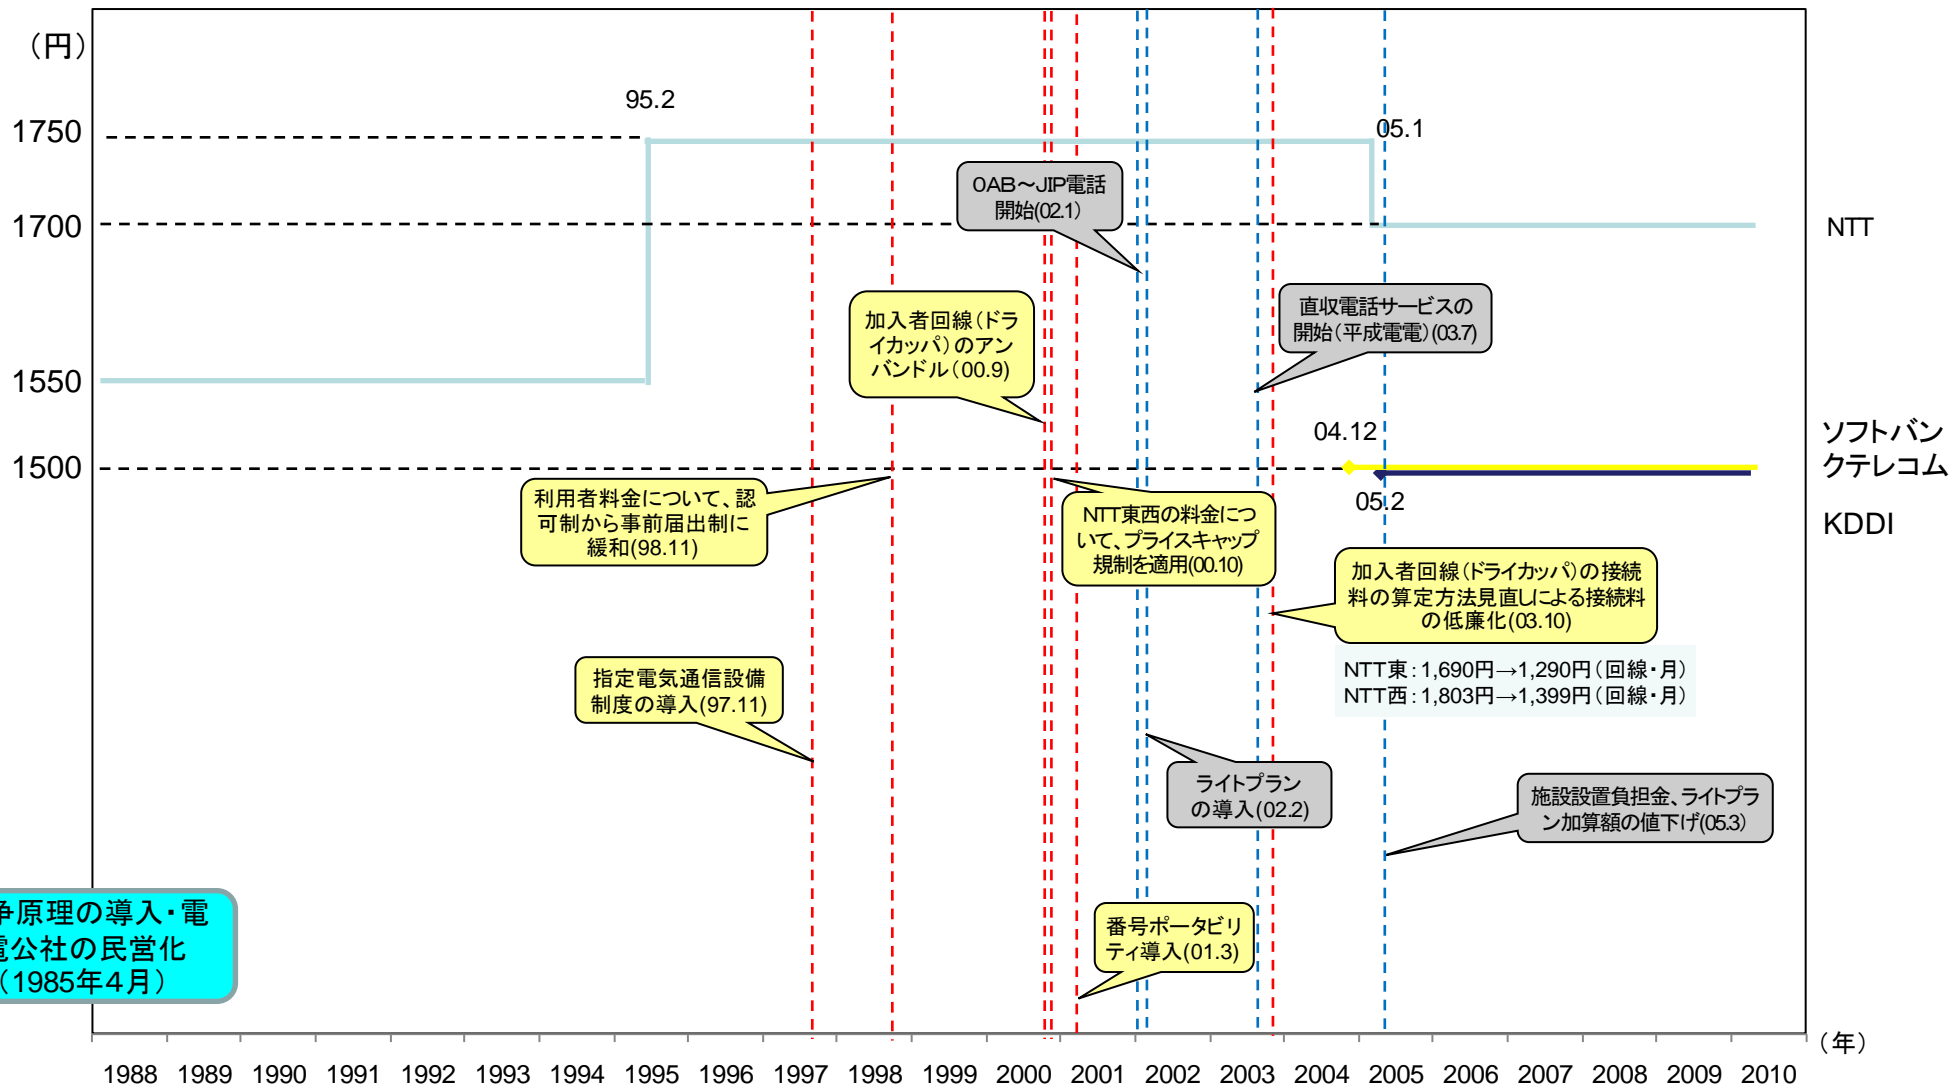 （円）
95.2
1750
05.1
0AB～JIP電話
開始(02.1）
1700
NTT
加入者回線（ドラ
イカッパ）のアン
バンドル（00.9）
直収電話サービスの
開始（平成電電）(03.7)
1550
04.12
ソフトバン
クテレコム
1500
05.2
KDDI
利用者料金について、認
可制から事前届出制に
緩和(98.11)
NTT東西の料金につ
いて、プライスキャップ
規制を適用(00.10)
加入者回線（ドライカッパ）の接続
料の算定方法見直しによる接続料
の低廉化(03.10)
NTT東：1,690円→1,290円（回線・月）
NTT西：1,803円→1,399円（回線・月）
指定電気通信設備
制度の導入(97.11)
ライトプラン
の導入(02.2)
施設設置負担金、ライトプラ
ン加算額の値下げ(05.3）
争原理の導入・電
電公社の民営化
（1985年４月）
番号ポータビリ
ティ導入(01.3)
（年）
1988 1989 1990 1991 1992 1993 1994 1995 1996 1997 1998 1999 2000 2001 2002 2003 2004 2005 2006 2007 2008 2009 2010